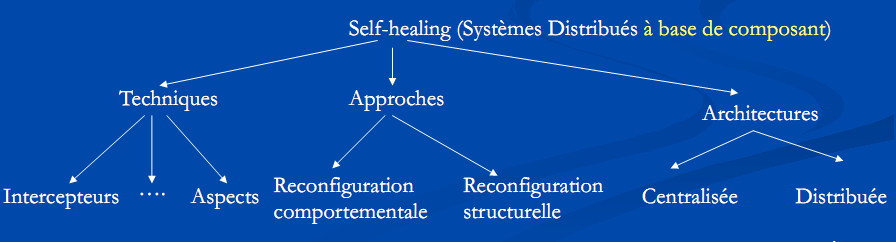 Self-healing (Systèmes Distribués à base de composant)
Techniques
Approches
Architectures
Intercepteurs
....
Aspects
Reconfiguration
comportementale
Reconfiguration
structurelle
Centralisée
Distribuée